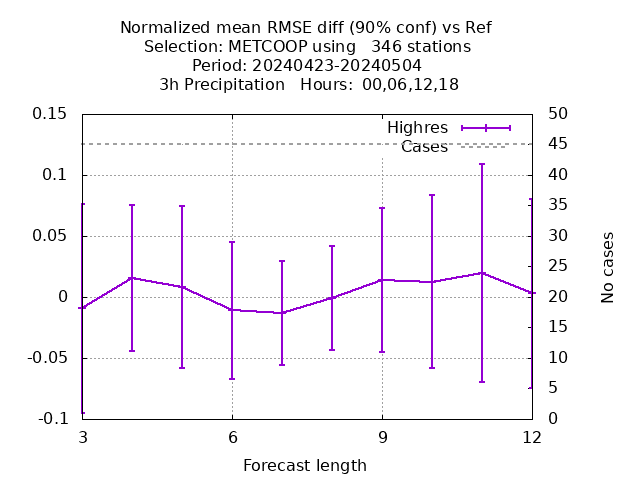 Normalized mean RMSE diff (90% conf) vs Ref
Selection: METCOOP using   346 stations
Period: 20240423-20240504
3h Precipitation   Hours:  00,06,12,18
Highres
Cases
0.15
0.1
0.05
0
-0.05
-0.1
50
45
40
35
30
25
20
15
10
5
0
No cases
3
6
9
12
Forecast length